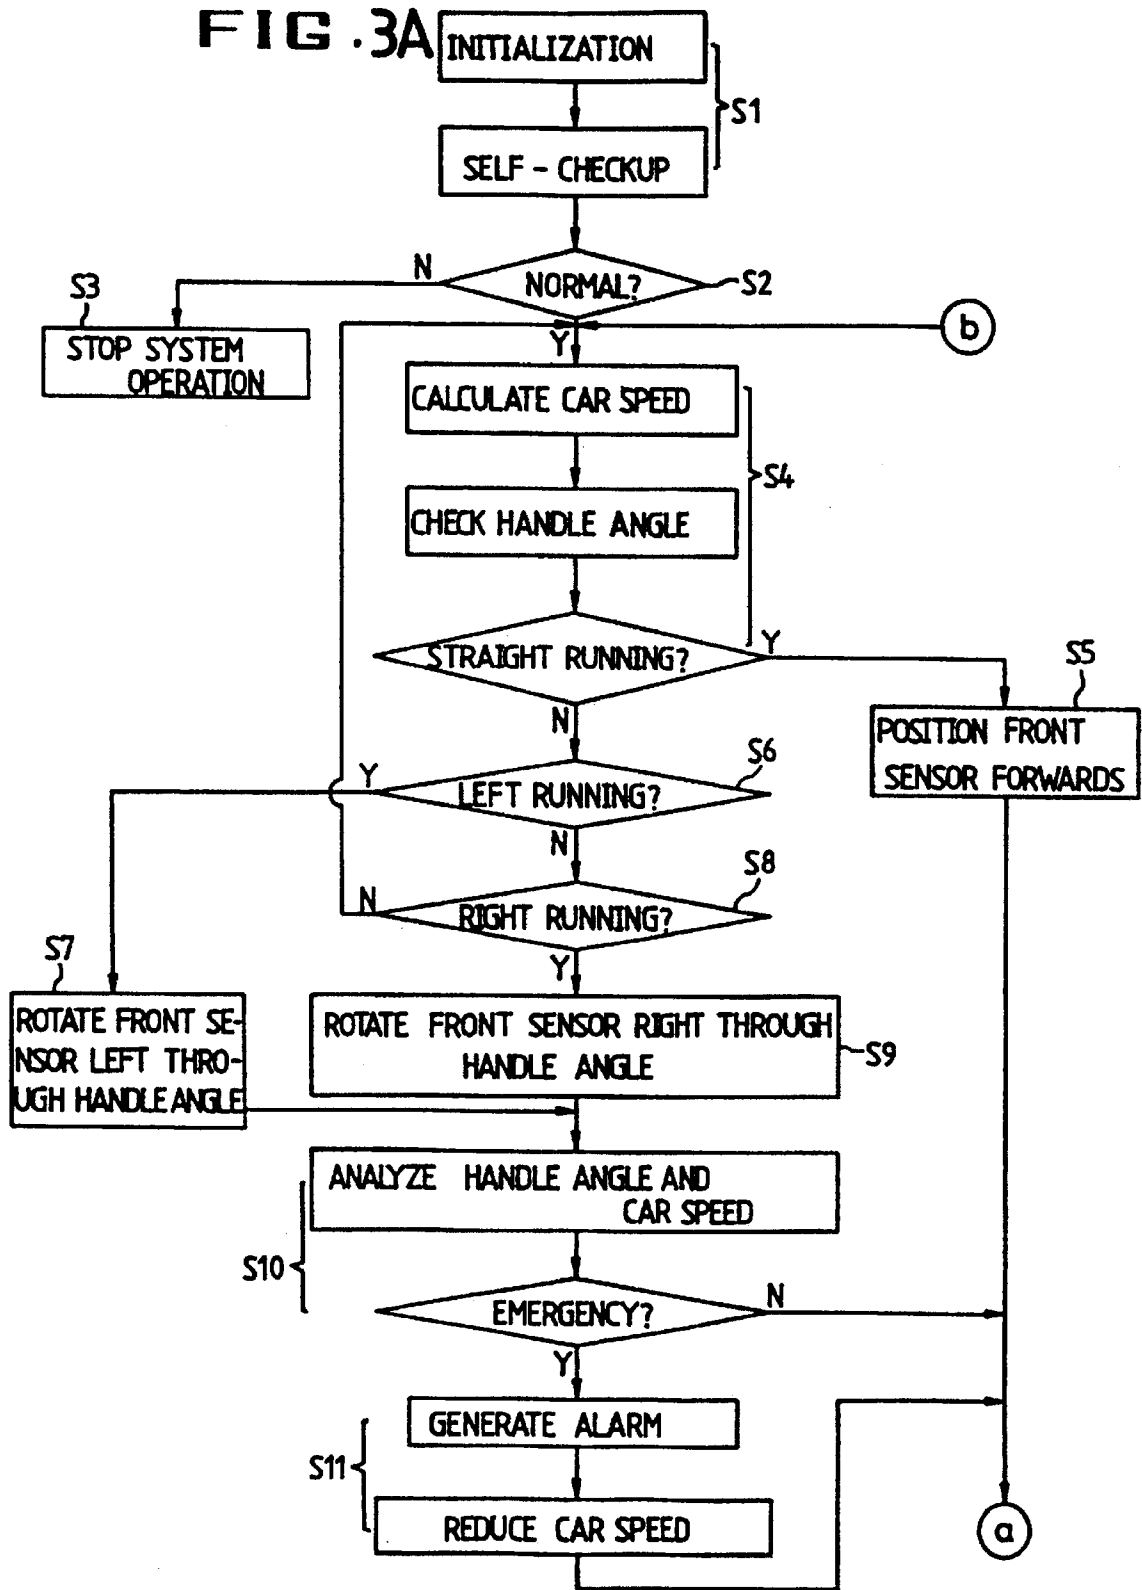 FIG.3A
INITIALIZATION
S1
SELF-CHECKUP
N
NORMAL?
S2
S3
STOP SYSTEM
OPERATION
b
Y
CALCULATE CAR SPEED
S4
CHECK HANDLE ANGLE
STRAIGHT RUNNING?
Y
S5
N
POSITION FRONT
SENSOR FORWARDS
S6
Y
LEFT RUNNING?
N
S8
N
RIGHT RUNNING?
S7
Y
ROTATE FRONT SE-
NSOR LEFT THRO-
UGH HANDLE ANGLE
ROTATE FRONT SENSOR RIGHT THROUGH
HANDLE ANGLE
S9
ANALYZE HANDLE ANGLE AND
CAR SPEED
S10
EMERGENCY?
N
Y
GENERATE ALARM
S11
REDUCE CAR SPEED
a